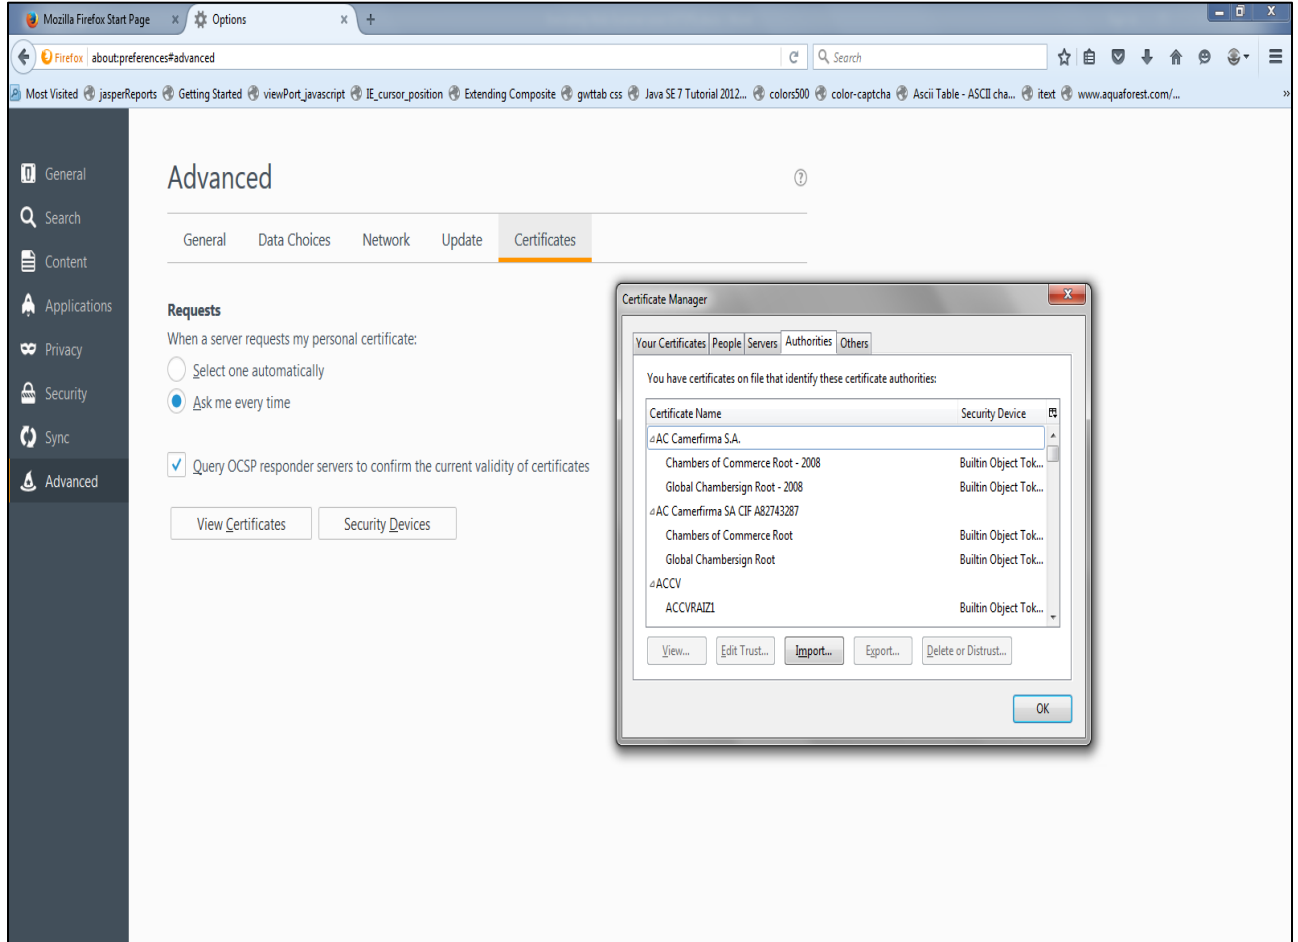 Mozilla Firefox Start Page x Options x +
Firefox about:preferences#advanced Search
Most Visited jasperReports Getting Started viewPort_javascript IE_cursor_position Extending Composite gwttab css Java SE 7 Tutorial 2012... colors500 color-captcha Ascii Table - ASCII cha... itext www.aquaforest.com/... »
General
Search
Content
Applications
Privacy
Security
Sync
Advanced
Advanced ?
General Data Choices Network Update Certificates
Requests
When a server requests my personal certificate:
Select one automatically
Ask me every time
Query OCSP responder servers to confirm the current validity of certificates
View Certificates Security Devices
Certificate Manager X
Your Certificates People Servers Authorities Others
You have certificates on file that identify these certificate authorities:
Certificate Name Security Device
AC Camerfirma S.A.
Chambers of Commerce Root - 2008 Builtin Object Tok...
Global Chambersign Root - 2008 Builtin Object Tok...
AC Camerfirma SA CIF A82743287
Chambers of Commerce Root Builtin Object Tok...
Global Chambersign Root Builtin Object Tok...
ACCV
ACCVRAIZ1 Builtin Object Tok...
View... Edit Trust... Import... Export... Delete or Distrust...
OK